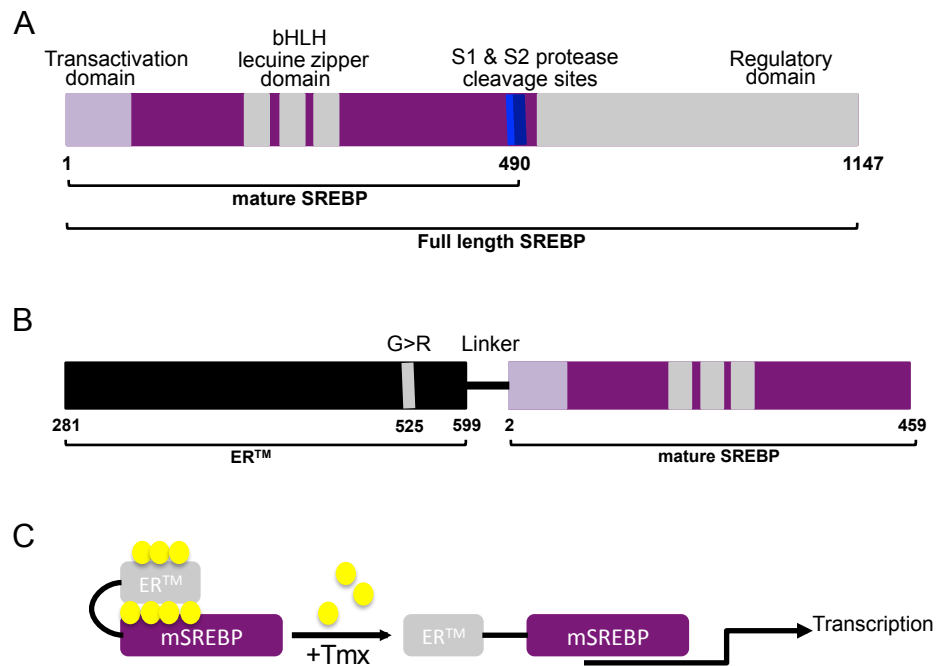 A
Transactivation
domain
bHLH
lecuine zipper
domain
S1 & S2 protease
cleavage sites
Regulatory
domain
1
490
1147
mature SREBP
Full length SREBP
B
G>R
Linker
281
525
599
2
459
ER™
mature SREBP
C
ER™
mSREBP
+Tmx
ER™
mSREBP
Transcription